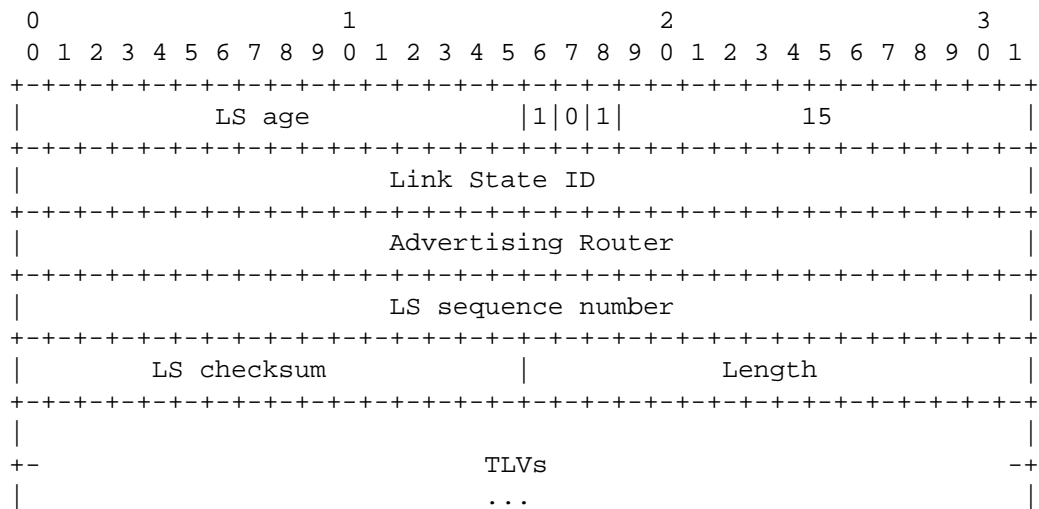 0                   1                   2                   3
 0 1 2 3 4 5 6 7 8 9 0 1 2 3 4 5 6 7 8 9 0 1 2 3 4 5 6 7 8 9 0 1
+-+-+-+-+-+-+-+-+-+-+-+-+-+-+-+-+-+-+-+-+-+-+-+-+-+-+-+-+-+-+-+-+
|            LS age             |1|0|1|           15            |
+-+-+-+-+-+-+-+-+-+-+-+-+-+-+-+-+-+-+-+-+-+-+-+-+-+-+-+-+-+-+-+-+
|                       Link State ID                           |
+-+-+-+-+-+-+-+-+-+-+-+-+-+-+-+-+-+-+-+-+-+-+-+-+-+-+-+-+-+-+-+-+
|                       Advertising Router                      |
+-+-+-+-+-+-+-+-+-+-+-+-+-+-+-+-+-+-+-+-+-+-+-+-+-+-+-+-+-+-+-+-+
|                       LS sequence number                      |
+-+-+-+-+-+-+-+-+-+-+-+-+-+-+-+-+-+-+-+-+-+-+-+-+-+-+-+-+-+-+-+-+
|        LS checksum            |            Length             |
+-+-+-+-+-+-+-+-+-+-+-+-+-+-+-+-+-+-+-+-+-+-+-+-+-+-+-+-+-+-+-+-+
|                                                               |
+-                            TLVs                             -+
|                             ...                               |